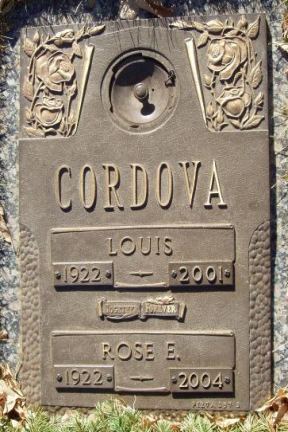 CORDOVA
LOUIS
1922 2001
TOGETHER FOREVER
ROSE E.
1922 2004